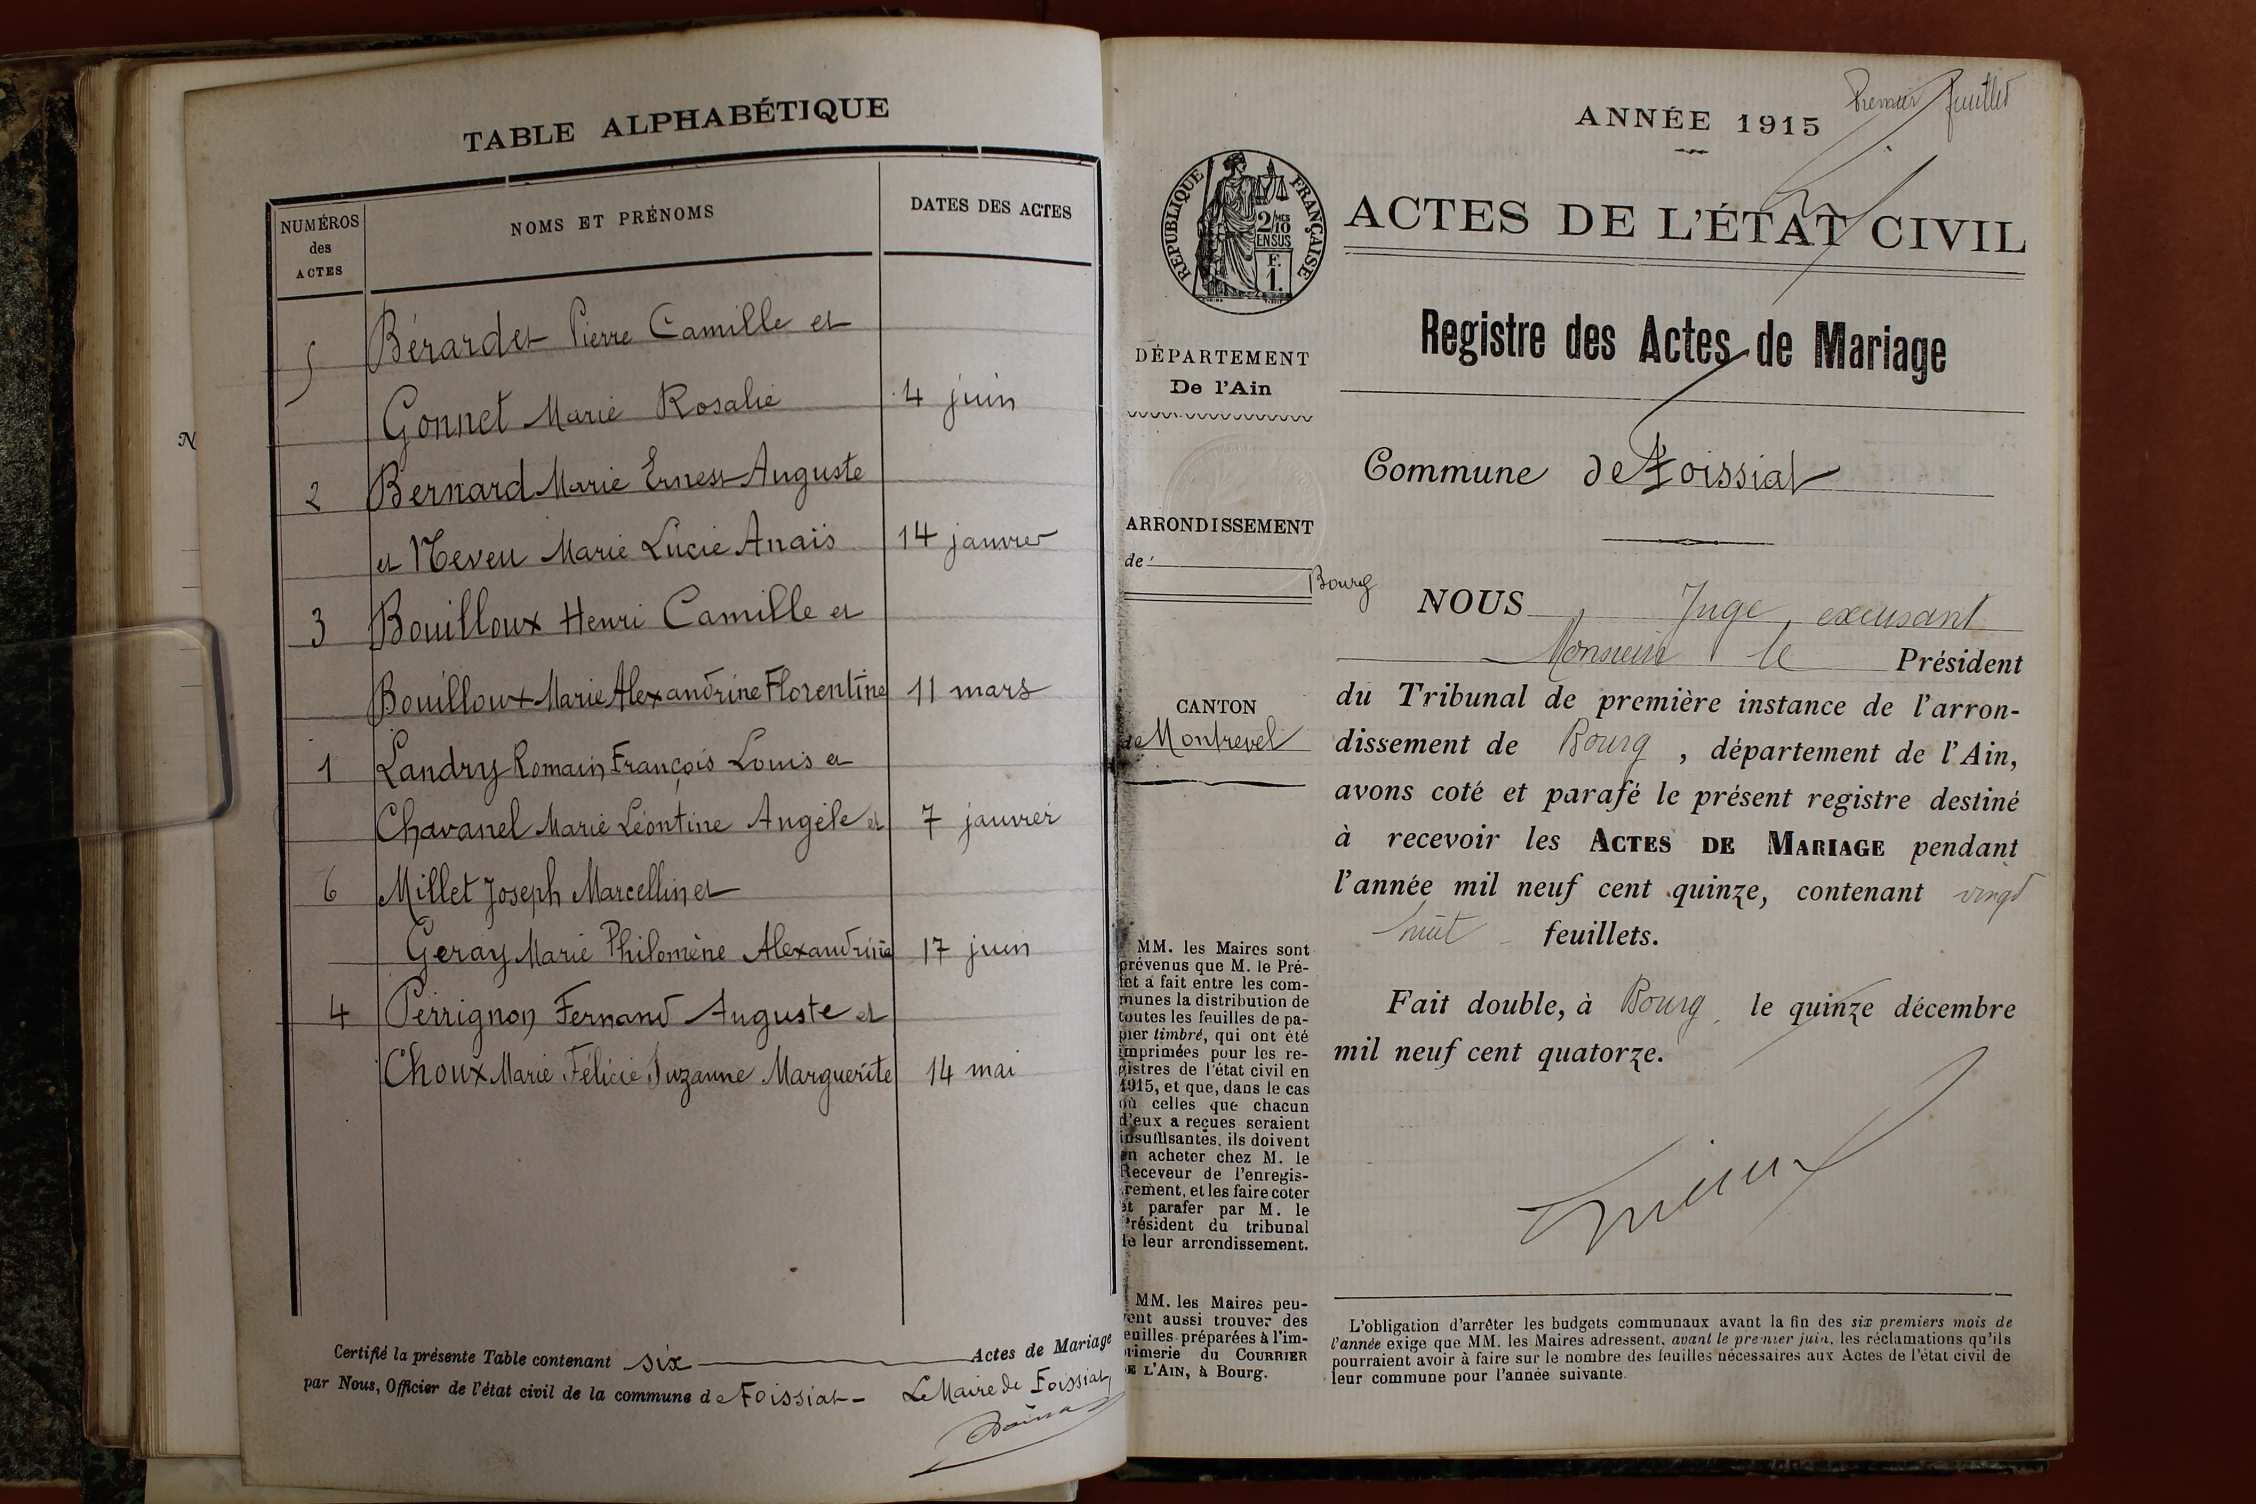 TABLE ALPHABÉTIQUE
NUMÉROS
des
ACTES
NOMS ET PRÉNOMS
DATES DES ACTES
5 Bérardet Pierre Camille et
Gonnet Marie Rosalie 4 juin
2 Bernard Marie Ernest Auguste
et Neveu Marie Lucie Anaïs 14 janvier
3 Bouilloux Henri Camille et
Bouilloux Marie Alexandrine Florentine 11 mars
1 Landry Romain François Louis et
Chavanel Marie Léontine Angèle et 7 janvier
6 Millet Joseph Marcellin et
Geray Marie Philomène Alexandrine 17 juin
4 Perrignon Fernand Auguste et
Choux Marie Félicie Suzanne Marguerite 14 mai
Certifié la présente Table contenant six Actes de Mariage
par Nous, Officier de l'état civil de la commune de Foissiat
Le Maire de Foissiat,
N
Premier feuillet
ANNÉE 1915
RÉPUBLIQUE FRANÇAISE
2/10 MES
EN SUS
F.
1.
ACTES DE L'ÉTAT CIVIL
Registre des Actes de Mariage
DÉPARTEMENT
De l'Ain
Commune de Foissiat
ARRONDISSEMENT
de Bourg
CANTON
de Montrevel
NOUS Juge excusant
Monsieur le Président
du Tribunal de première instance de l'arron-
dissement de Bourg, département de l'Ain,
avons coté et parafé le présent registre destiné
à recevoir les ACTES DE MARIAGE pendant
l'année mil neuf cent quinze, contenant vingt
huit feuillets.
Fait double, à Bourg, le quinze décembre
mil neuf cent quatorze.
MM. les Maires sont
prévenus que M. le Pré-
fet a fait entre les com-
munes la distribution de
toutes les feuilles de pa-
pier timbré, qui ont été
imprimées pour les re-
gistres de l'état civil en
1915, et que, dans le cas
où celles que chacun
d'eux a reçues seraient
insuffisantes, ils doivent
en acheter chez M. le
Receveur de l'enregis-
trement, et les faire coter
et parafer par M. le
Président du tribunal
de leur arrondissement.
MM. les Maires peu-
vent aussi trouver des
feuilles préparées à l'im-
primerie du COURRIER
DE L'AIN, à Bourg.
L'obligation d'arrêter les budgets communaux avant la fin des six premiers mois de
l'année exige que MM. les Maires adressent, avant le premier juin, les réclamations qu'ils
pourraient avoir à faire sur le nombre des feuilles nécessaires aux Actes de l'état civil de
leur commune pour l'année suivante.